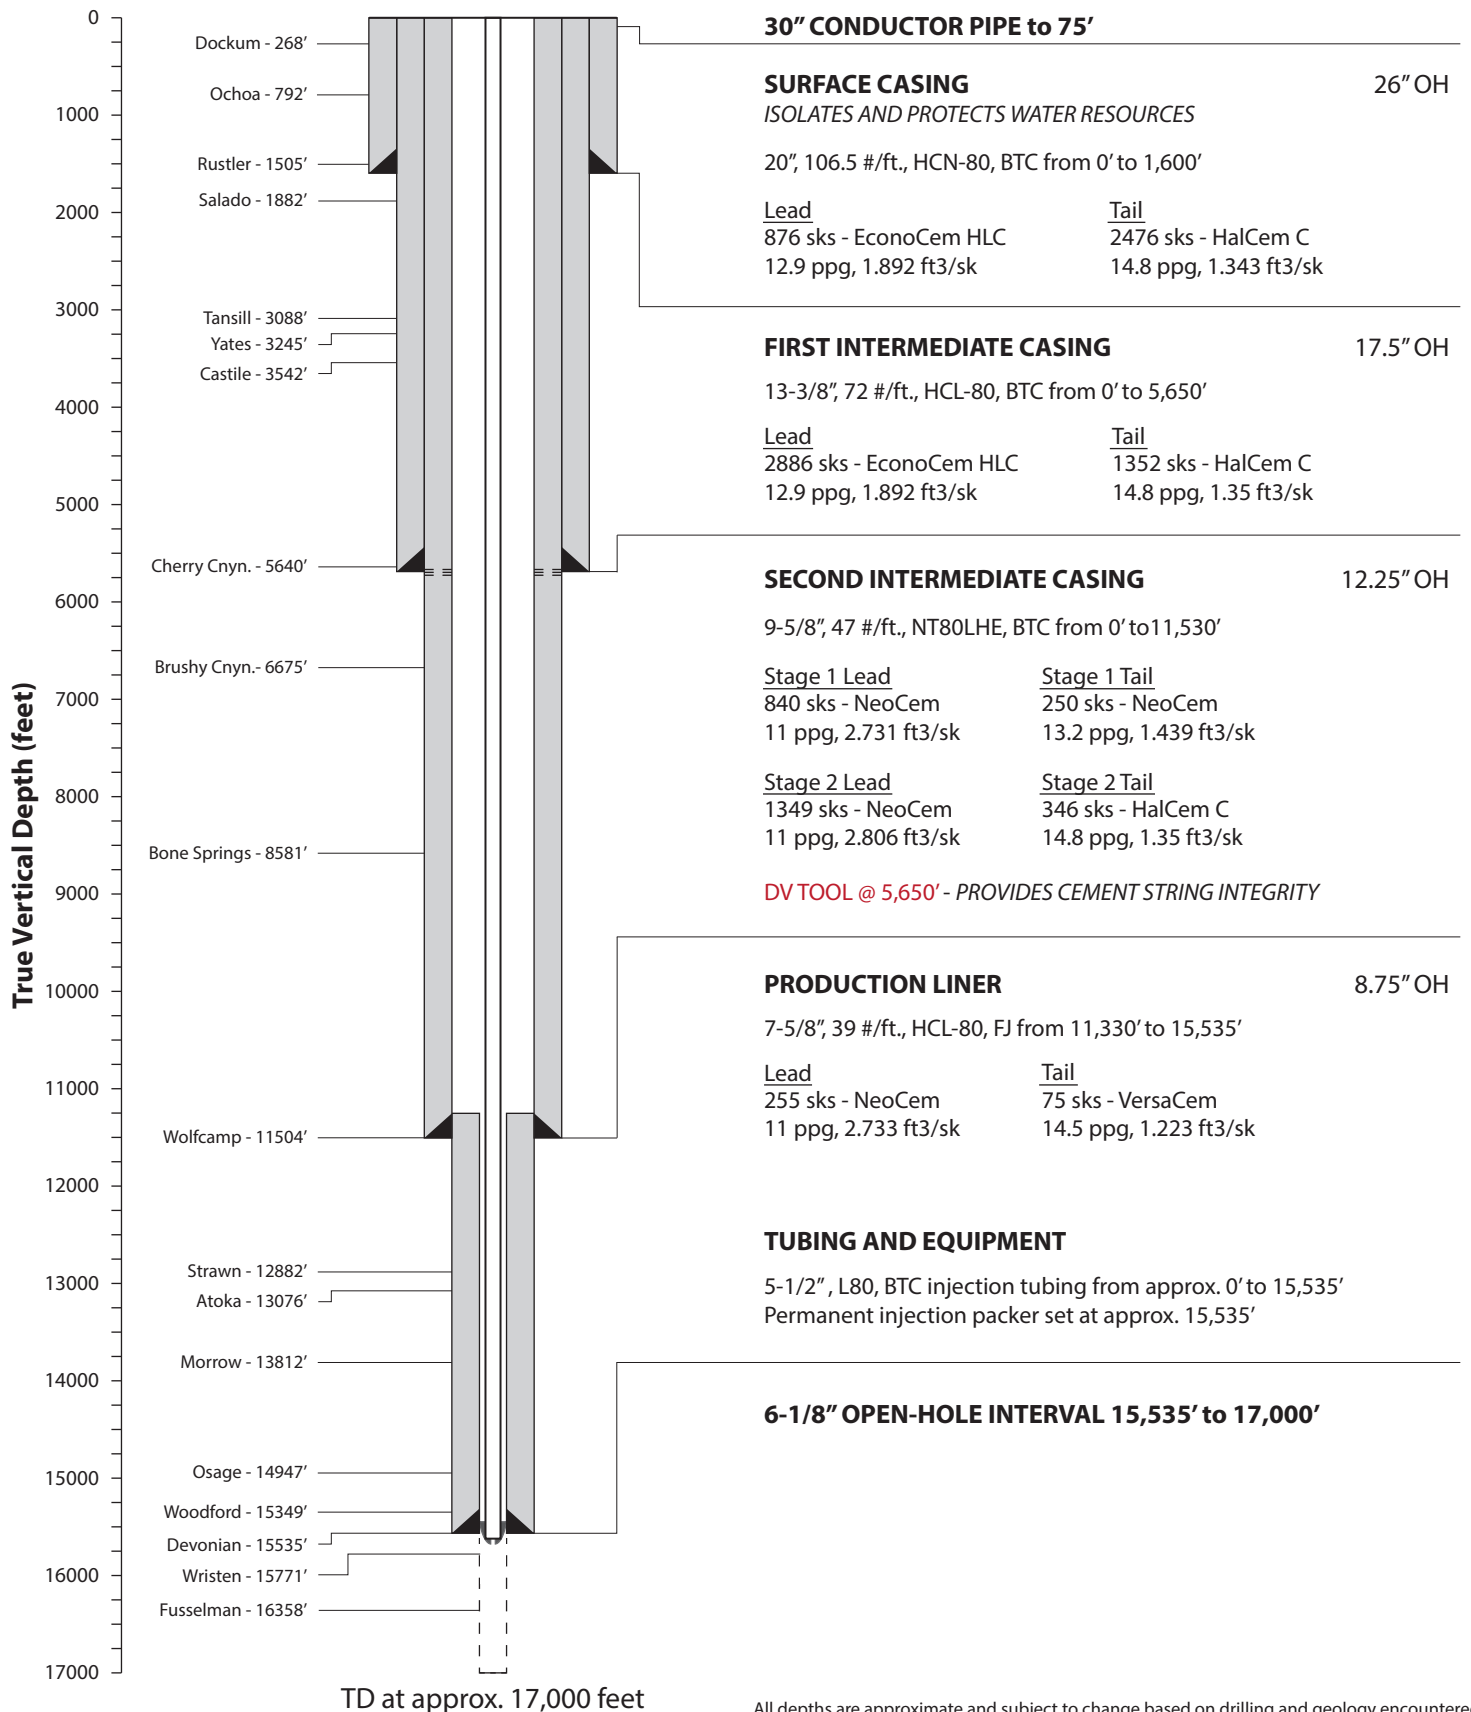 True Vertical Depth (feet)
0
1000
2000
3000
4000
5000
6000
7000
8000
9000
10000
11000
12000
13000
14000
15000
16000
17000
Dockum - 268’
Ochoa - 792’
Rustler - 1505’
Salado - 1882’
Tansill - 3088’
Yates - 3245’
Castile - 3542’
Cherry Cnyn. - 5640’
Brushy Cnyn.- 6675’
Bone Springs - 8581’
Wolfcamp - 11504’
Strawn - 12882’
Atoka - 13076’
Morrow - 13812’
Osage - 14947’
Woodford - 15349’
Devonian - 15535’
Wristen - 15771’
Fusselman - 16358’
TD at approx. 17,000 feet
30” CONDUCTOR PIPE to 75’
SURFACE CASING 26” OH
ISOLATES AND PROTECTS WATER RESOURCES
20”, 106.5 #/ft., HCN-80, BTC from 0’ to 1,600’
Lead Tail
876 sks - EconoCem HLC 2476 sks - HalCem C
12.9 ppg, 1.892 ft3/sk 14.8 ppg, 1.343 ft3/sk
FIRST INTERMEDIATE CASING 17.5” OH
13-3/8”, 72 #/ft., HCL-80, BTC from 0’ to 5,650’
Lead Tail
2886 sks - EconoCem HLC 1352 sks - HalCem C
12.9 ppg, 1.892 ft3/sk 14.8 ppg, 1.35 ft3/sk
SECOND INTERMEDIATE CASING 12.25” OH
9-5/8”, 47 #/ft., NT80LHE, BTC from 0’ to11,530’
Stage 1 Lead Stage 1 Tail
840 sks - NeoCem 250 sks - NeoCem
11 ppg, 2.731 ft3/sk 13.2 ppg, 1.439 ft3/sk
Stage 2 Lead Stage 2 Tail
1349 sks - NeoCem 346 sks - HalCem C
11 ppg, 2.806 ft3/sk 14.8 ppg, 1.35 ft3/sk
DV TOOL @ 5,650’ - PROVIDES CEMENT STRING INTEGRITY
PRODUCTION LINER 8.75” OH
7-5/8”, 39 #/ft., HCL-80, FJ from 11,330’ to 15,535’
Lead Tail
255 sks - NeoCem 75 sks - VersaCem
11 ppg, 2.733 ft3/sk 14.5 ppg, 1.223 ft3/sk
TUBING AND EQUIPMENT
5-1/2” , L80, BTC injection tubing from approx. 0’ to 15,535’
Permanent injection packer set at approx. 15,535’
6-1/8” OPEN-HOLE INTERVAL 15,535’ to 17,000’
All depths are approximate and subject to change based on drilling and geology encountered